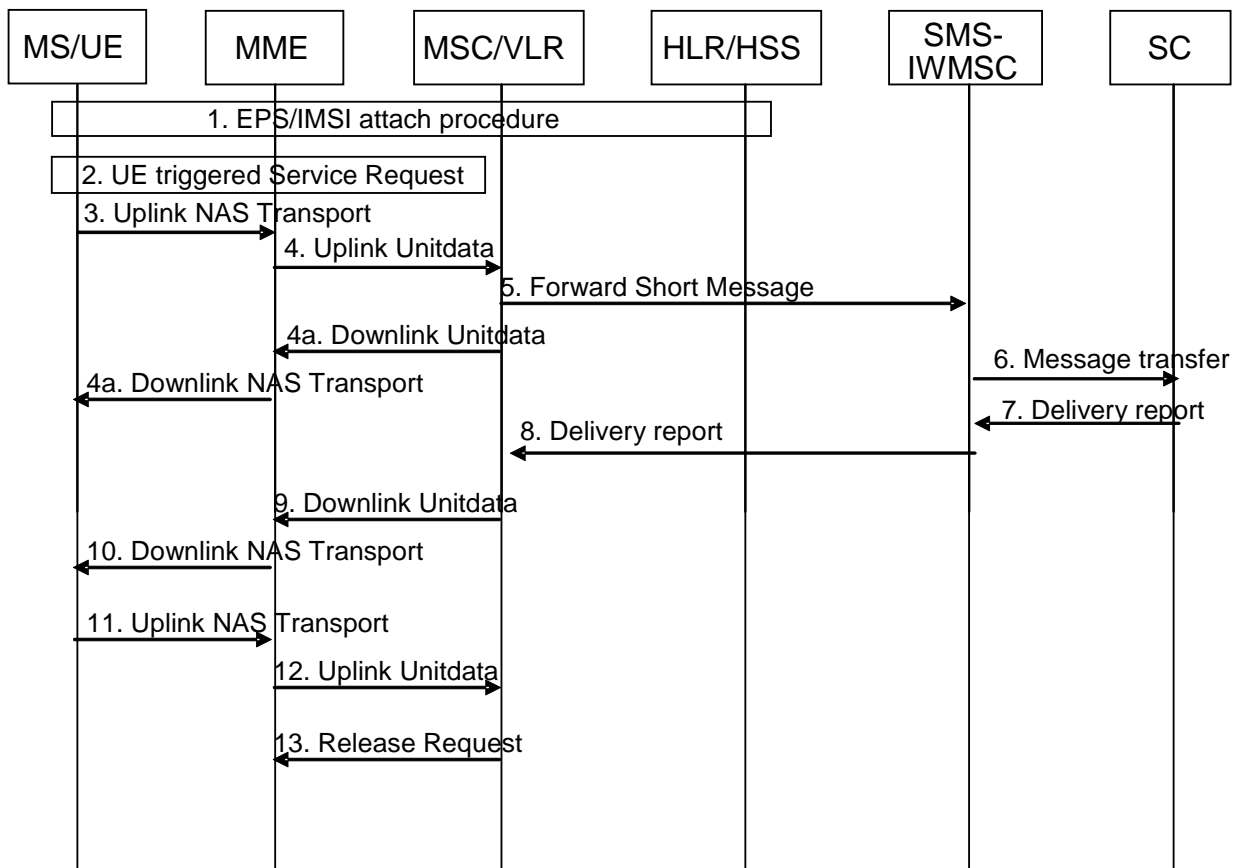 MS/UE
MME
MSC/VLR
HLR/HSS
SMS-
IWMSC
SC
1. EPS/IMSI attach procedure
2. UE triggered Service Request
3. Uplink NAS Transport
4. Uplink Unitdata
5. Forward Short Message
4a. Downlink Unitdata
6. Message transfer
4a. Downlink NAS Transport
7. Delivery report
8. Delivery report
9. Downlink Unitdata
10. Downlink NAS Transport
11. Uplink NAS Transport
12. Uplink Unitdata
13. Release Request